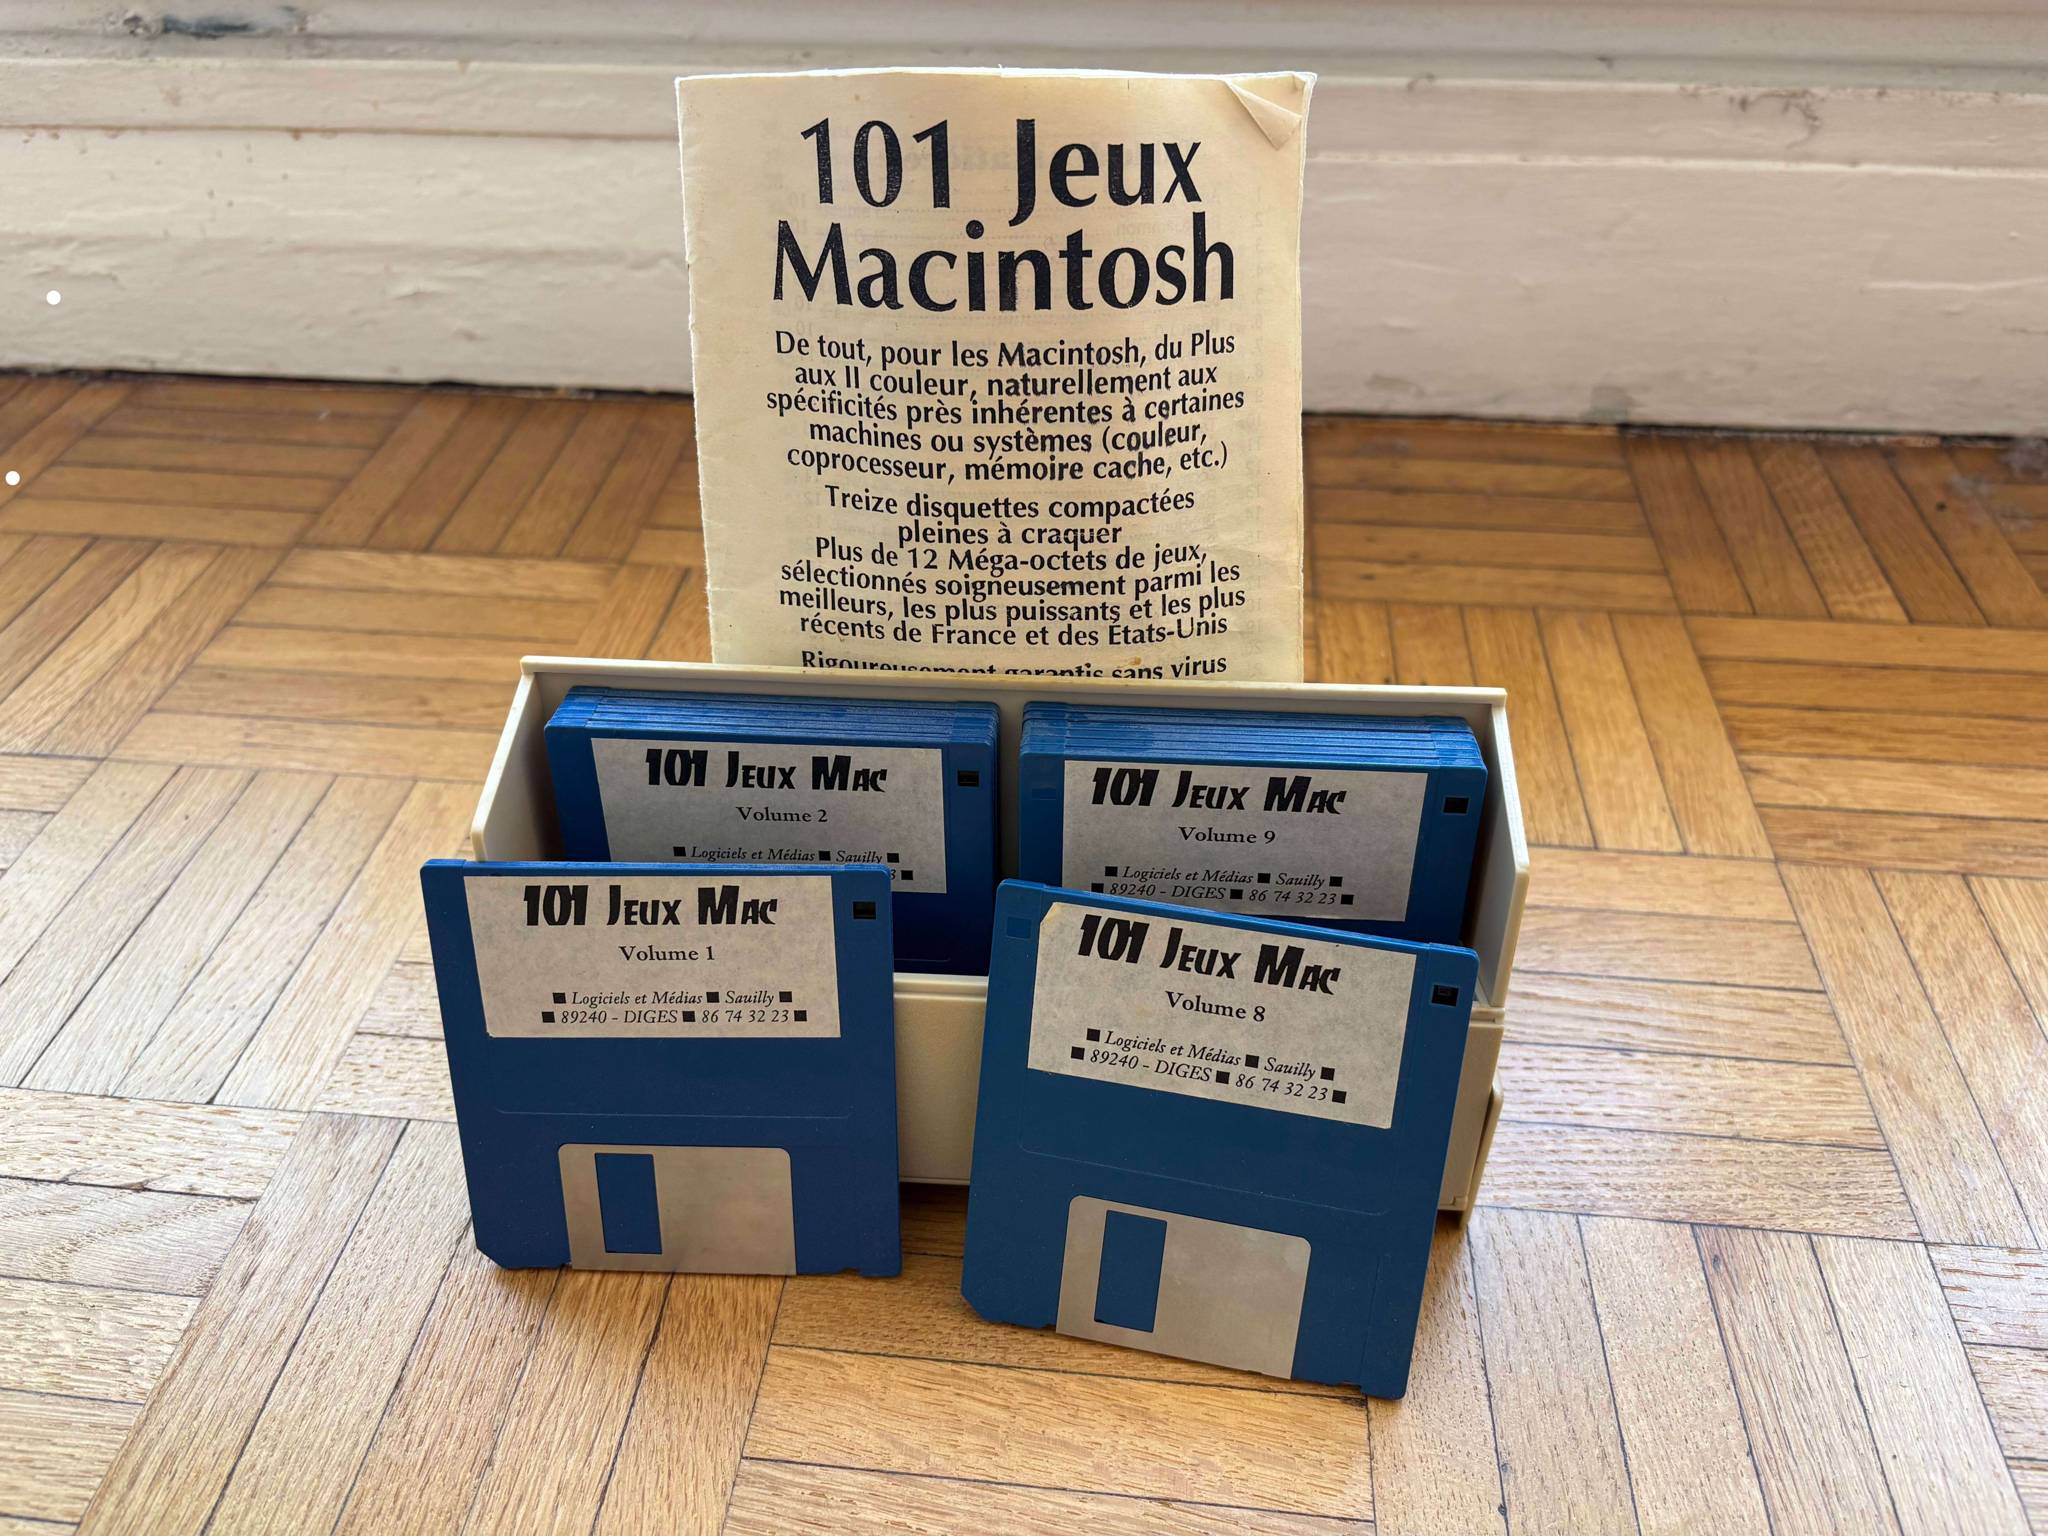 101 Jeux
Macintosh
De tout, pour les Macintosh, du Plus
aux II couleur, naturellement aux
spécificités près inhérentes à certaines
machines ou systèmes (couleur,
coprocesseur, mémoire cache, etc.)
Treize disquettes compactées
pleines à craquer
Plus de 12 Méga-octets de jeux,
sélectionnés soigneusement parmi les
meilleurs, les plus puissants et les plus
récents de France et des États-Unis
Rigoureusement garantis sans virus
101 JEUX MAC
Volume 2
■ Logiciels et Médias ■ Sauilly ■
3 ■
101 JEUX MAC
Volume 9
■ Logiciels et Médias ■ Sauilly ■
■ 89240 - DIGES ■ 86 74 32 23 ■
101 JEUX MAC
Volume 1
■ Logiciels et Médias ■ Sauilly ■
■ 89240 - DIGES ■ 86 74 32 23 ■
101 JEUX MAC
Volume 8
■ Logiciels et Médias ■ Sauilly ■
■ 89240 - DIGES ■ 86 74 32 23 ■